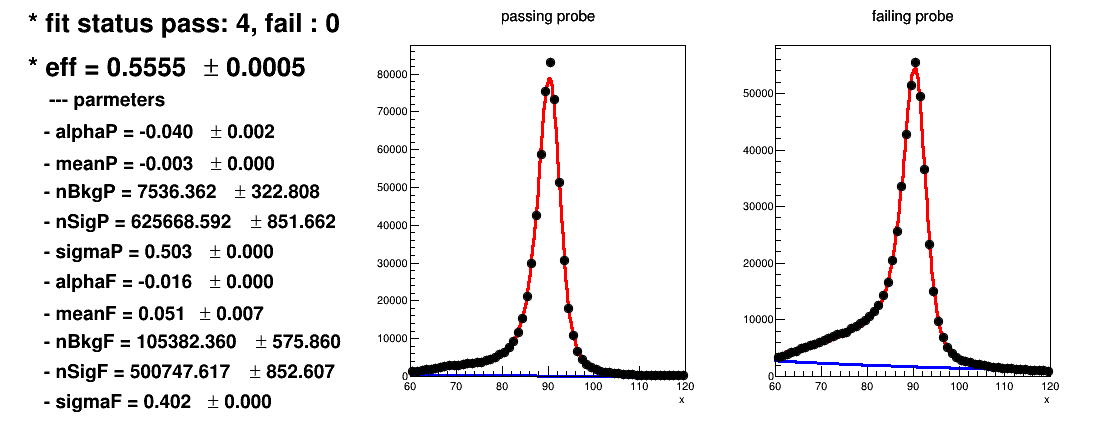 * fit status pass: 4, fail : 0
* eff = 0.5555 ± 0.0005
--- parmeters
- alphaP = -0.040 ± 0.002
- meanP = -0.003 ± 0.000
- nBkgP = 7536.362 ± 322.808
- nSigP = 625668.592 ± 851.662
- sigmaP = 0.503 ± 0.000
- alphaF = -0.016 ± 0.000
- meanF = 0.051 ± 0.007
- nBkgF = 105382.360 ± 575.860
- nSigF = 500747.617 ± 852.607
- sigmaF = 0.402 ± 0.000
passing probe
80000
70000
60000
50000
40000
30000
20000
10000
0
60 70 80 90 100 110 120
x
failing probe
50000
40000
30000
20000
10000
0
60 70 80 90 100 110 120
x